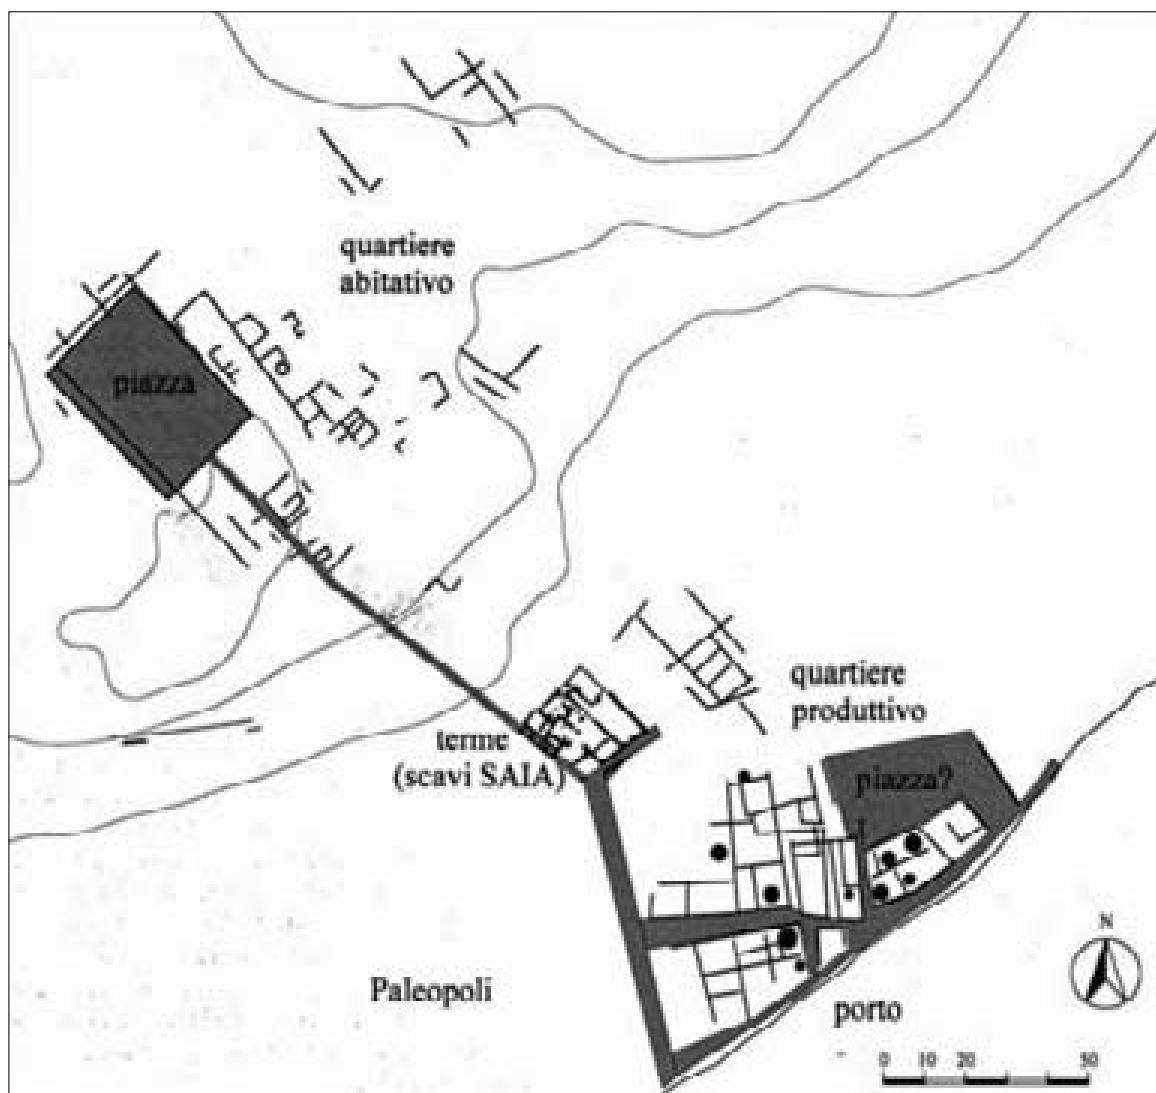 quartiere
abitativo
piazza
quartiere
produttivo
terme
(scavi SAIA)
piazza?
N
Paleopoli
porto
0 10 20 50